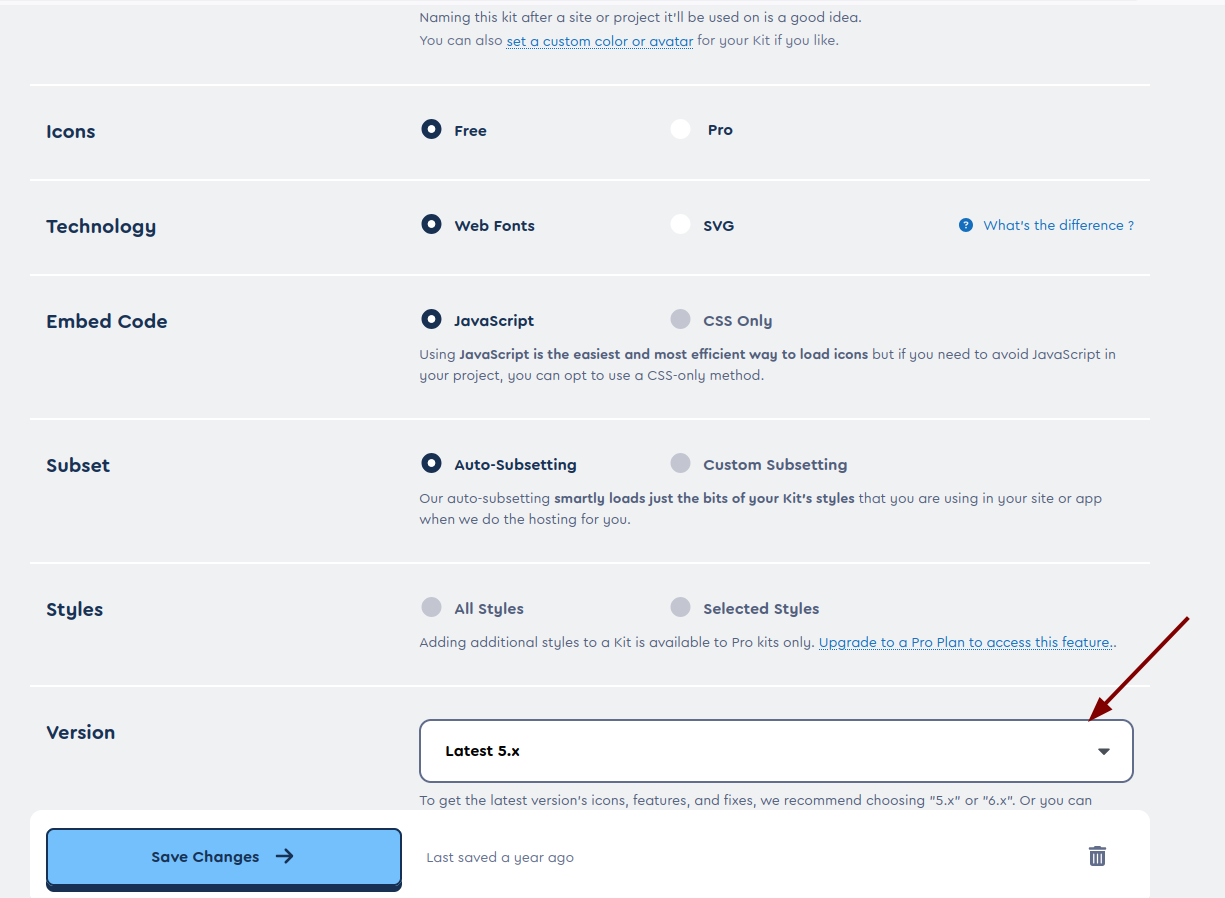 Naming this kit after a site or project it'll be used on is a good idea.
You can also set a custom color or avatar for your Kit if you like.
Icons
Free
Pro
Technology
Web Fonts
SVG
? What's the difference ?
Embed Code
JavaScript
CSS Only
Using JavaScript is the easiest and most efficient way to load icons but if you need to avoid JavaScript in
your project, you can opt to use a CSS-only method.
Subset
Auto-Subsetting
Custom Subsetting
Our auto-subsetting smartly loads just the bits of your Kit's styles that you are using in your site or app
when we do the hosting for you.
Styles
All Styles
Selected Styles
Adding additional styles to a Kit is available to Pro kits only. Upgrade to a Pro Plan to access this feature..
Version
Latest 5.x
To get the latest version's icons, features, and fixes, we recommend choosing "5.x" or "6.x". Or you can
Save Changes
Last saved a year ago